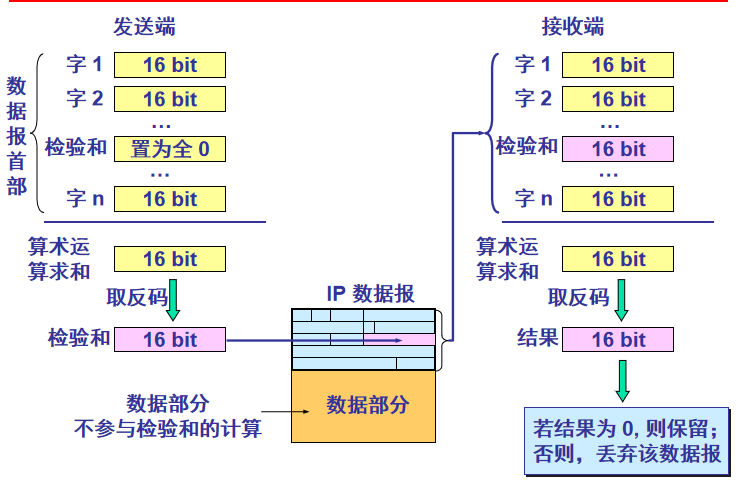 发送端
数据报首部
字 1
16 bit
字 2
16 bit
…
检验和
置为全 0
…
字 n
16 bit
算术运
算求和
16 bit
取反码
检验和
16 bit
数据部分
不参与检验和的计算
IP 数据报
数据部分
接收端
字 1
16 bit
字 2
16 bit
…
检验和
16 bit
…
字 n
16 bit
算术运
算求和
16 bit
取反码
结果
16 bit
若结果为 0, 则保留；
否则，丢弃该数据报